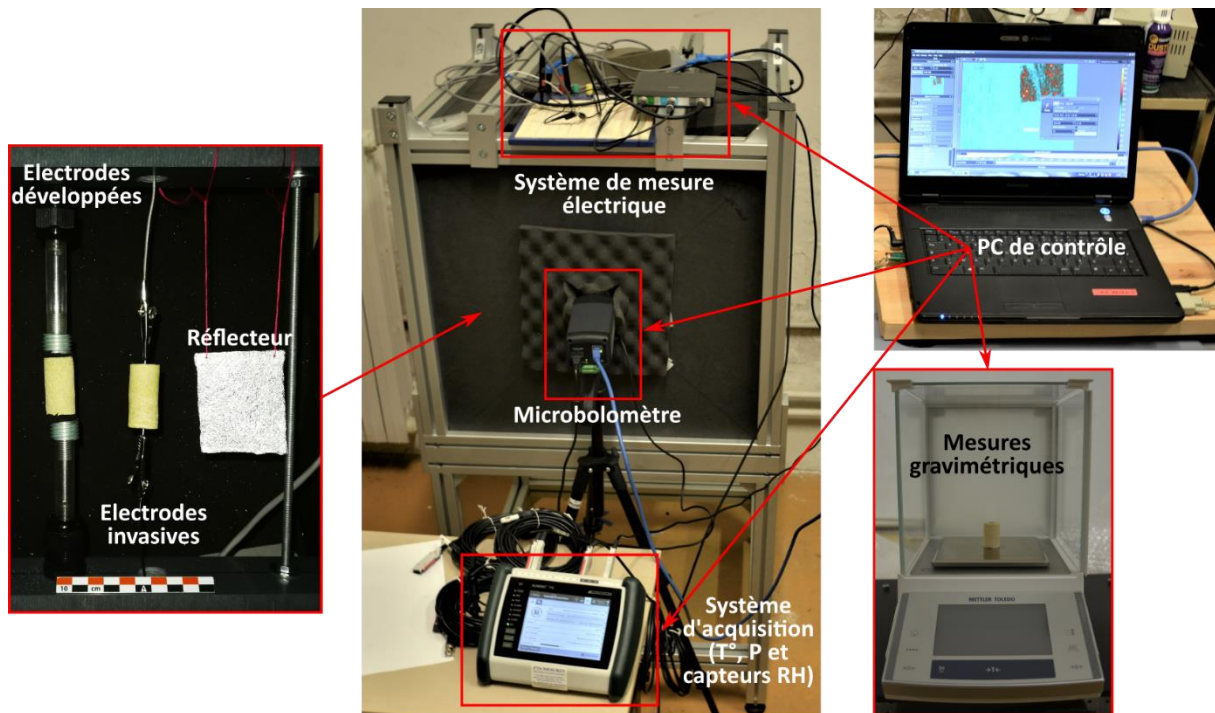 Electrodes
développées
Réflecteur
Electrodes
invasives
10
cm
A
Système de mesure
électrique
Microbolomètre
Système
d'acquisition
(T°, P et
capteurs RH)
PC de contrôle
Mesures
gravimétriques
METTLER TOLEDO